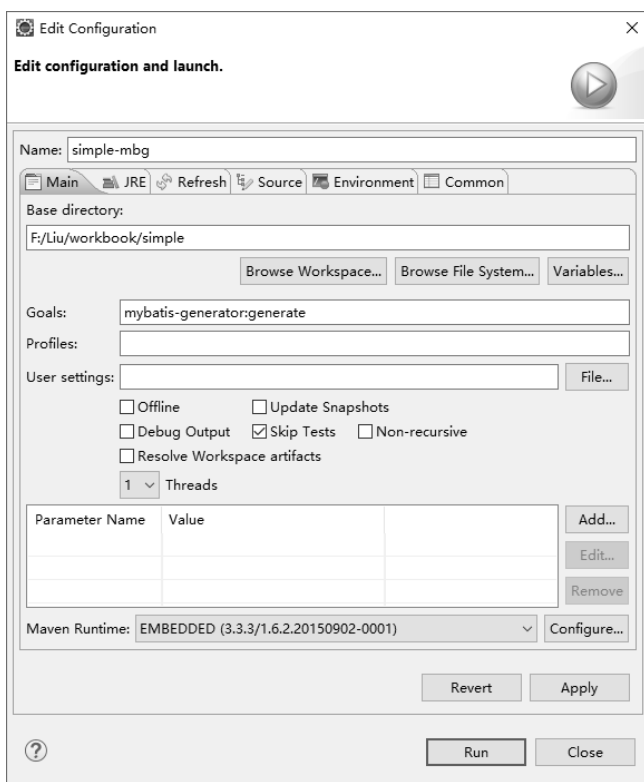 Edit Configuration
Edit configuration and launch.
Name: simple-mbg
Main JRE Refresh Source Environment Common
Base directory:
F:/Liu/workbook/simple
Browse Workspace... Browse File System... Variables...
Goals: mybatis-generator:generate
Profiles:
User settings: File...
Offline Update Snapshots
Debug Output Skip Tests Non-recursive
Resolve Workspace artifacts
1 Threads
Parameter Name Value Add...
Edit...
Remove
Maven Runtime: EMBEDDED (3.3.3/1.6.2.20150902-0001) Configure...
Revert Apply
? Run Close